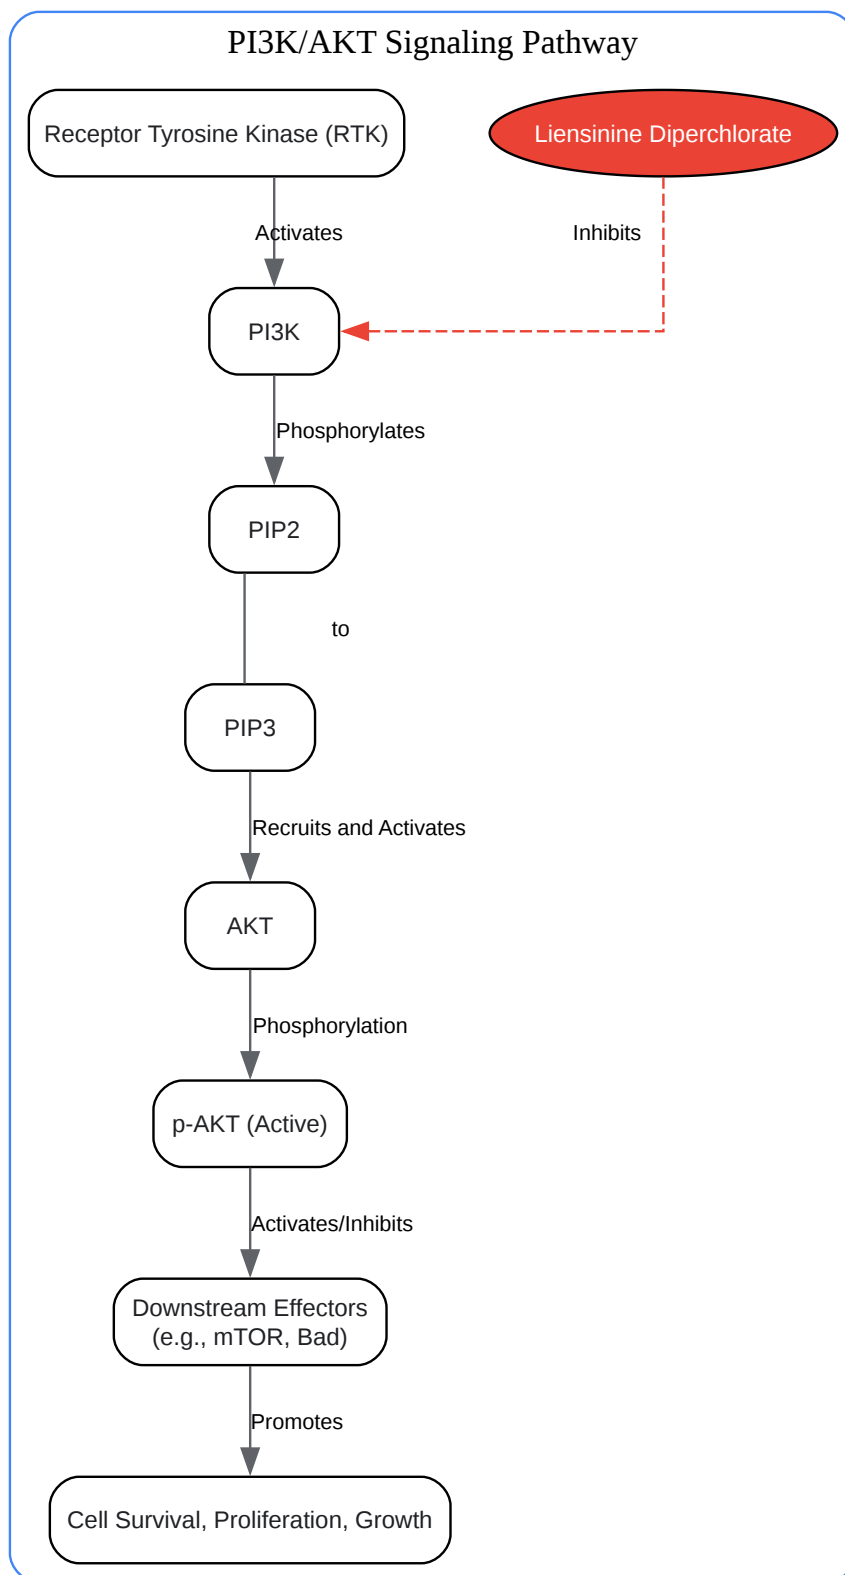 PI3K/AKT Signaling Pathway
Receptor Tyrosine Kinase (RTK)
Liensinine Diperchlorate
Activates
Inhibits
PI3K
Phosphorylates
PIP2
to
PIP3
Recruits and Activates
AKT
Phosphorylation
p-AKT (Active)
Activates/Inhibits
Downstream Effectors
(e.g., mTOR, Bad)
Promotes
Cell Survival, Proliferation, Growth